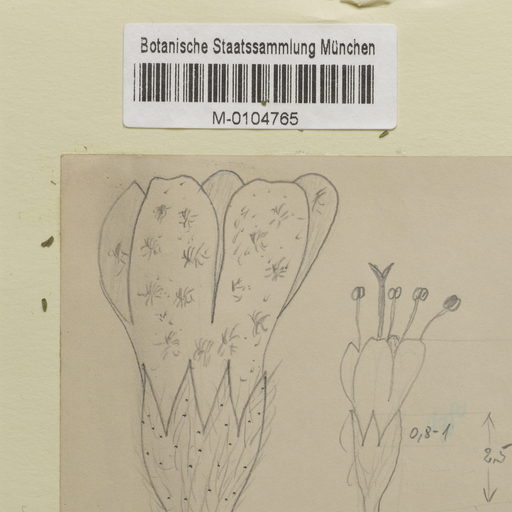 Botanische Staatssammlung München
M-0104765
0,8-1
2,5